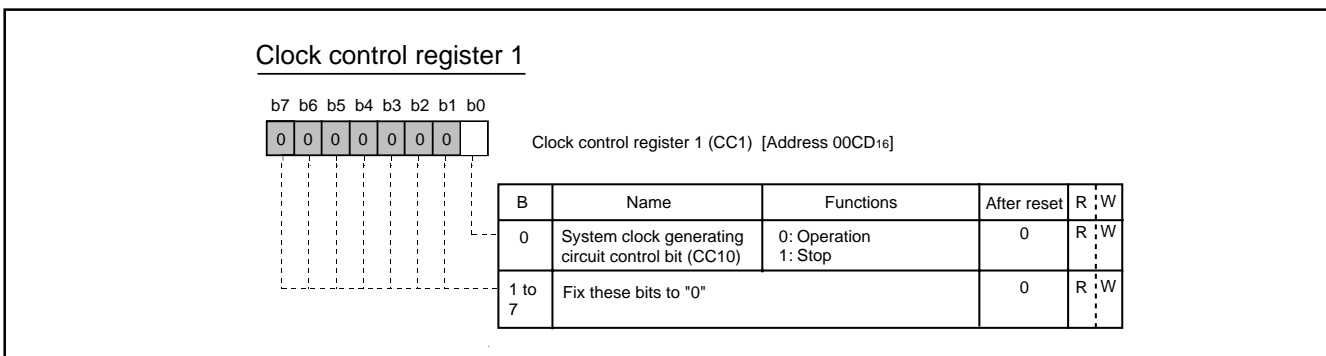 Clock control register 1
b7 b6 b5 b4 b3 b2 b1 b0
0 0 0 0 0 0 0
Clock control register 1 (CC1) [Address 00CD16]
B Name Functions After reset R W
0 System clock generating 0: Operation 0 R W
circuit control bit (CC10) 1: Stop
1 to Fix these bits to "0" 0 R W
7